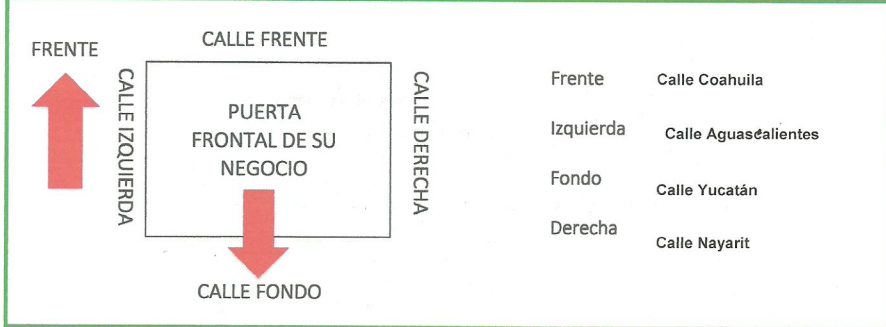 CALLE FRENTE
FRENTE
CALLE IZQUIERDA
PUERTA
FRONTAL DE SU
NEGOCIO
CALLE DERECHA
CALLE FONDO
Frente Calle Coahuila
Izquierda Calle Aguascalientes
Fondo Calle Yucatán
Derecha Calle Nayarit